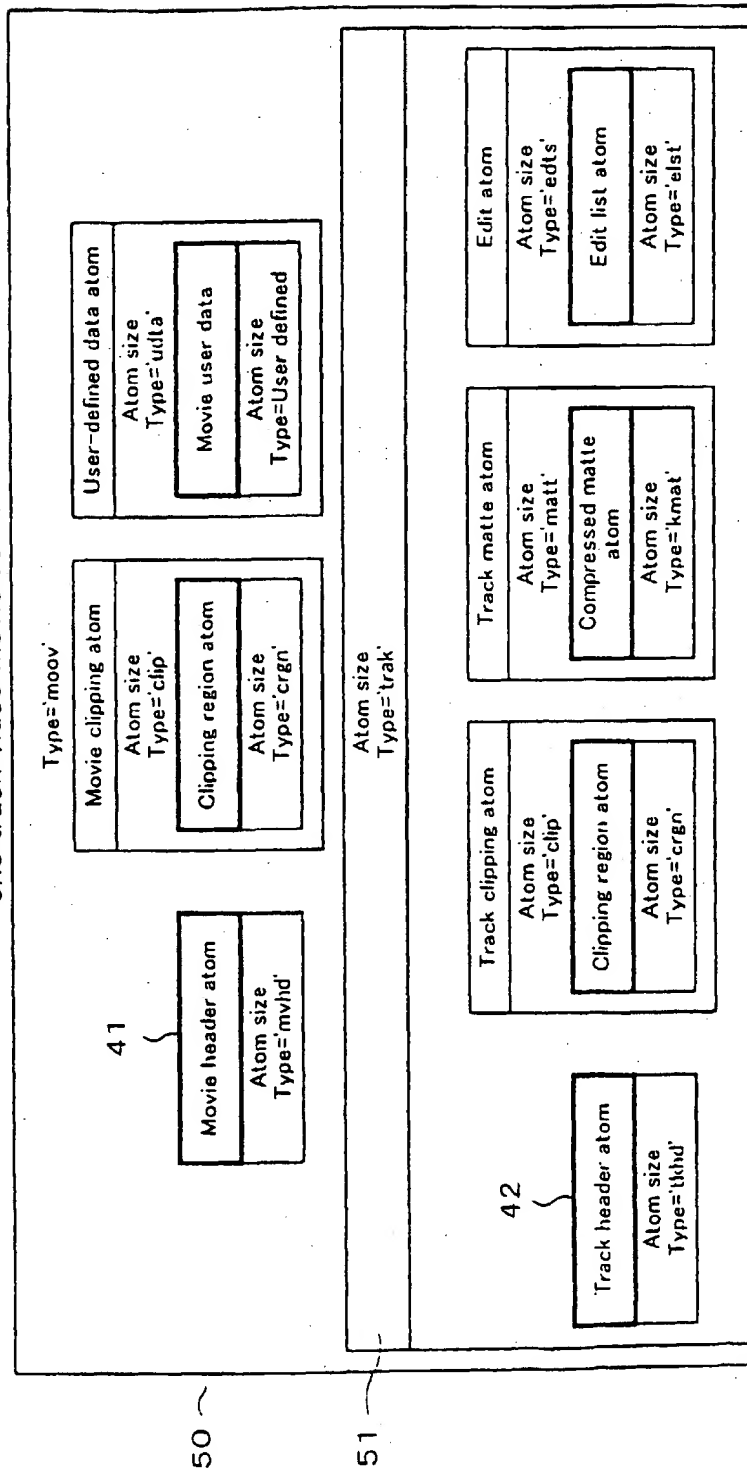 Type='moov'
41
Movie header atom
Atom size
Type='mvhd'
Movie clipping atom
Atom size
Type='clip'
Clipping region atom
Atom size
Type='crgn'
User-defined data atom
Atom size
Type='udta'
Movie user data
Atom size
Type=User defined
50
51
Atom size
Type='trak'
42
Track header atom
Atom size
Type='tkhd'
Track clipping atom
Atom size
Type='clip'
Clipping region atom
Atom size
Type='crgn'
Track matte atom
Atom size
Type='matt'
Compressed matte
atom
Atom size
Type='kmat'
Edit atom
Atom size
Type='edts'
Edit list atom
Atom size
Type='elst'